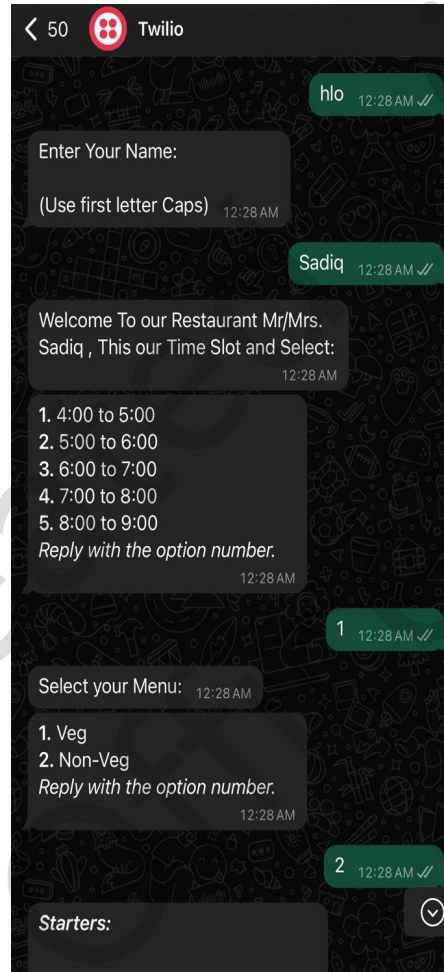 50 Twilio
hlo 12:28 AM
Enter Your Name:
(Use first letter Caps) 12:28 AM
Sadiq 12:28 AM
Welcome To our Restaurant Mr/Mrs.
Sadiq , This our Time Slot and Select:
12:28 AM
1. 4:00 to 5:00
2. 5:00 to 6:00
3. 6:00 to 7:00
4. 7:00 to 8:00
5. 8:00 to 9:00
Reply with the option number.
12:28 AM
1 12:28 AM
Select your Menu: 12:28 AM
1. Veg
2. Non-Veg
Reply with the option number.
12:28 AM
2 12:28 AM
Starters: